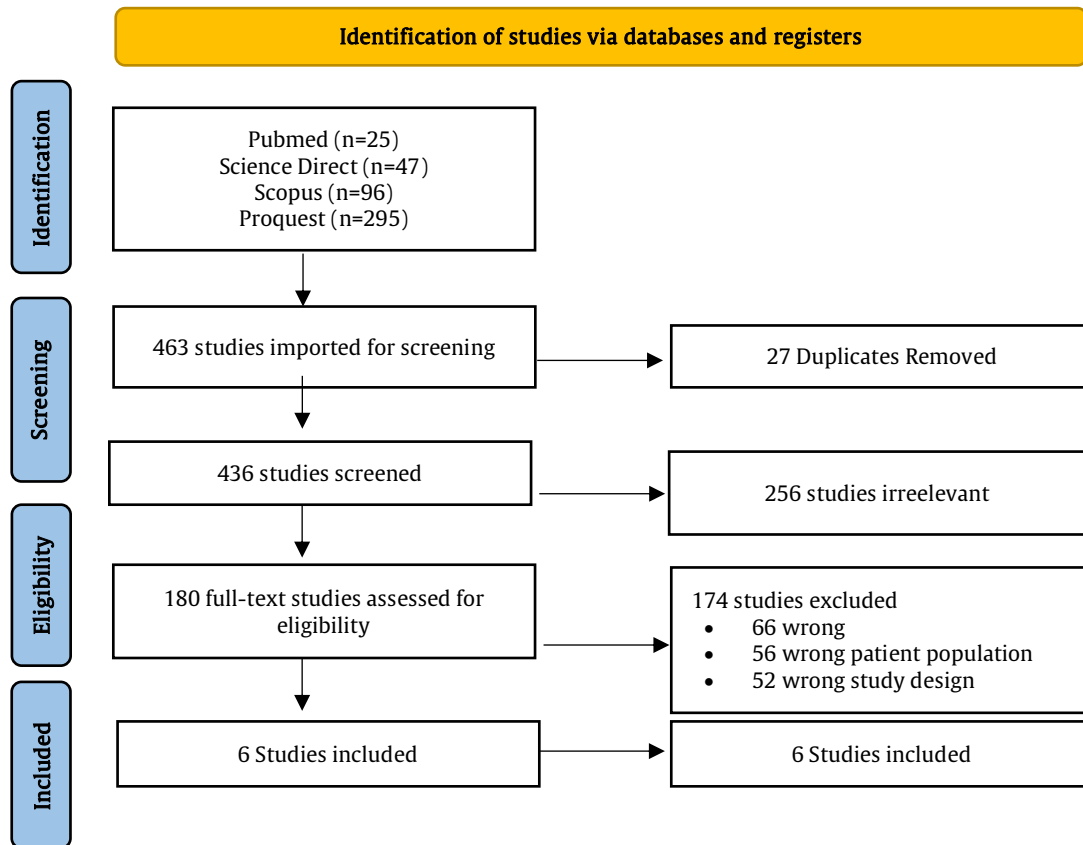 Identification of studies via databases and registers
Identification
Pubmed (n=25)
Science Direct (n=47)
Scopus (n=96)
Proquest (n=295)
Screening
463 studies imported for screening
27 Duplicates Removed
436 studies screened
256 studies irreelevant
Eligibility
180 full-text studies assessed for
eligibility
174 studies excluded
• 66 wrong
• 56 wrong patient population
• 52 wrong study design
Included
6 Studies included
6 Studies included